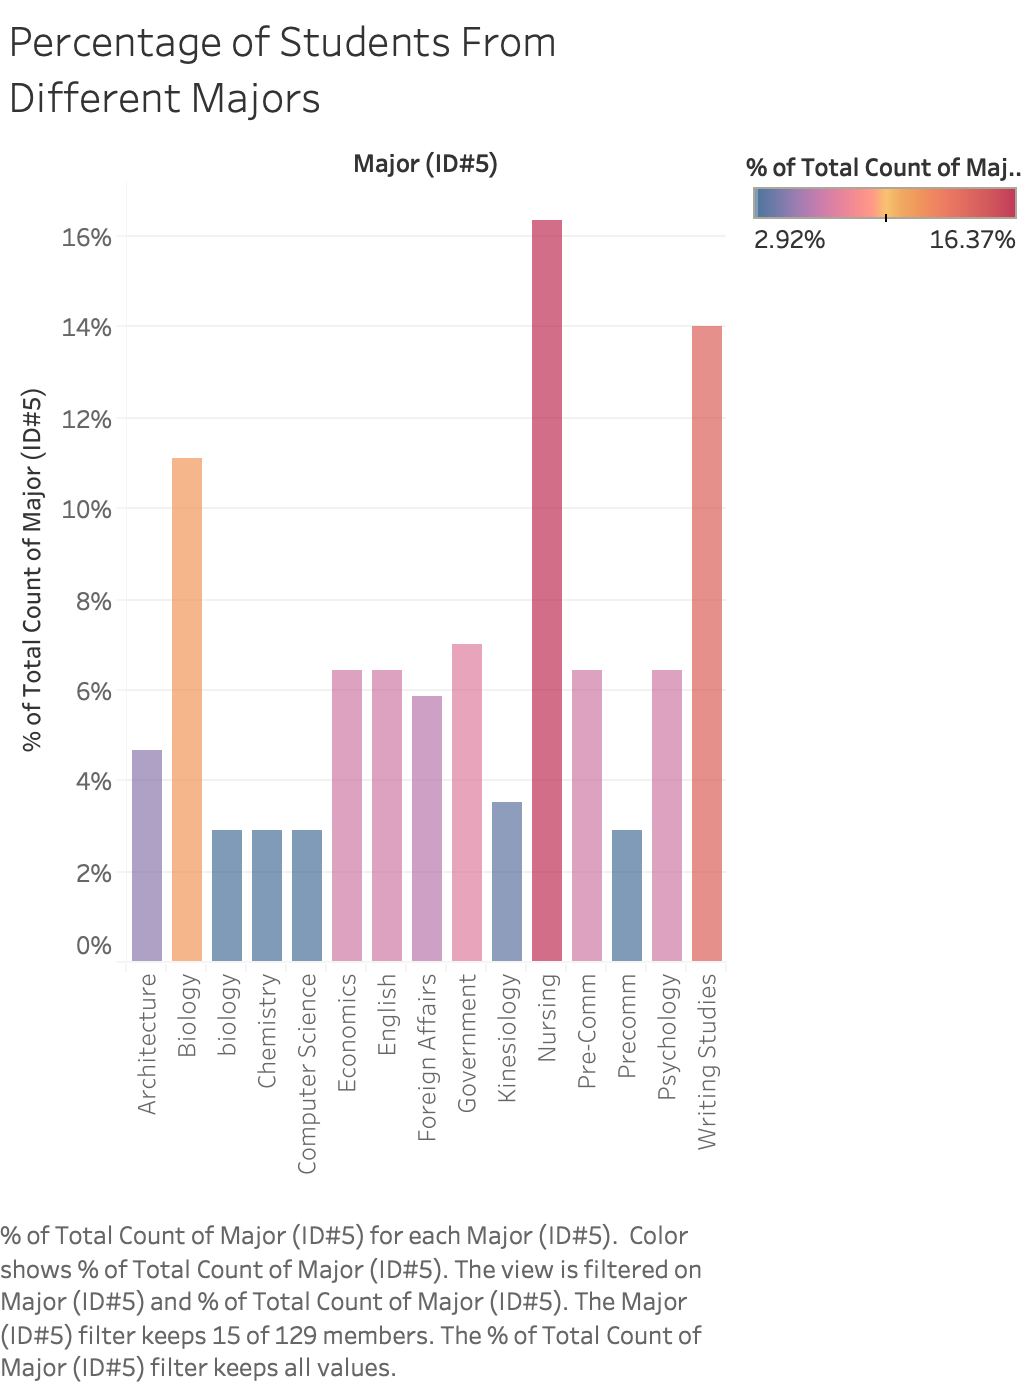 Percentage of Students From
Different Majors
Major (ID#5)
% of Total Count of Maj..
2.92%
16.37%
% of Total Count of Major (ID#5)
16%
14%
12%
10%
8%
6%
4%
2%
0%
Architecture
Biology
biology
Chemistry
Computer Science
Economics
English
Foreign Affairs
Government
Kinesiology
Nursing
Pre-Comm
Precomm
Psychology
Writing Studies
% of Total Count of Major (ID#5) for each Major (ID#5).  Color
shows % of Total Count of Major (ID#5). The view is filtered on
Major (ID#5) and % of Total Count of Major (ID#5). The Major
(ID#5) filter keeps 15 of 129 members. The % of Total Count of
Major (ID#5) filter keeps all values.